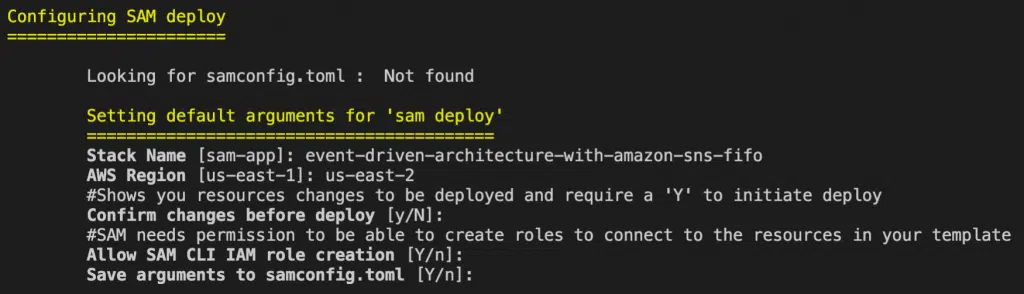 Configuring SAM deploy
======================
Looking for samconfig.toml :  Not found
Setting default arguments for 'sam deploy'
=========================================
Stack Name [sam-app]: event-driven-architecture-with-amazon-sns-fifo
AWS Region [us-east-1]: us-east-2
#Shows you resources changes to be deployed and require a 'Y' to initiate deploy
Confirm changes before deploy [y/N]:
#SAM needs permission to be able to create roles to connect to the resources in your template
Allow SAM CLI IAM role creation [Y/n]:
Save arguments to samconfig.toml [Y/n]: